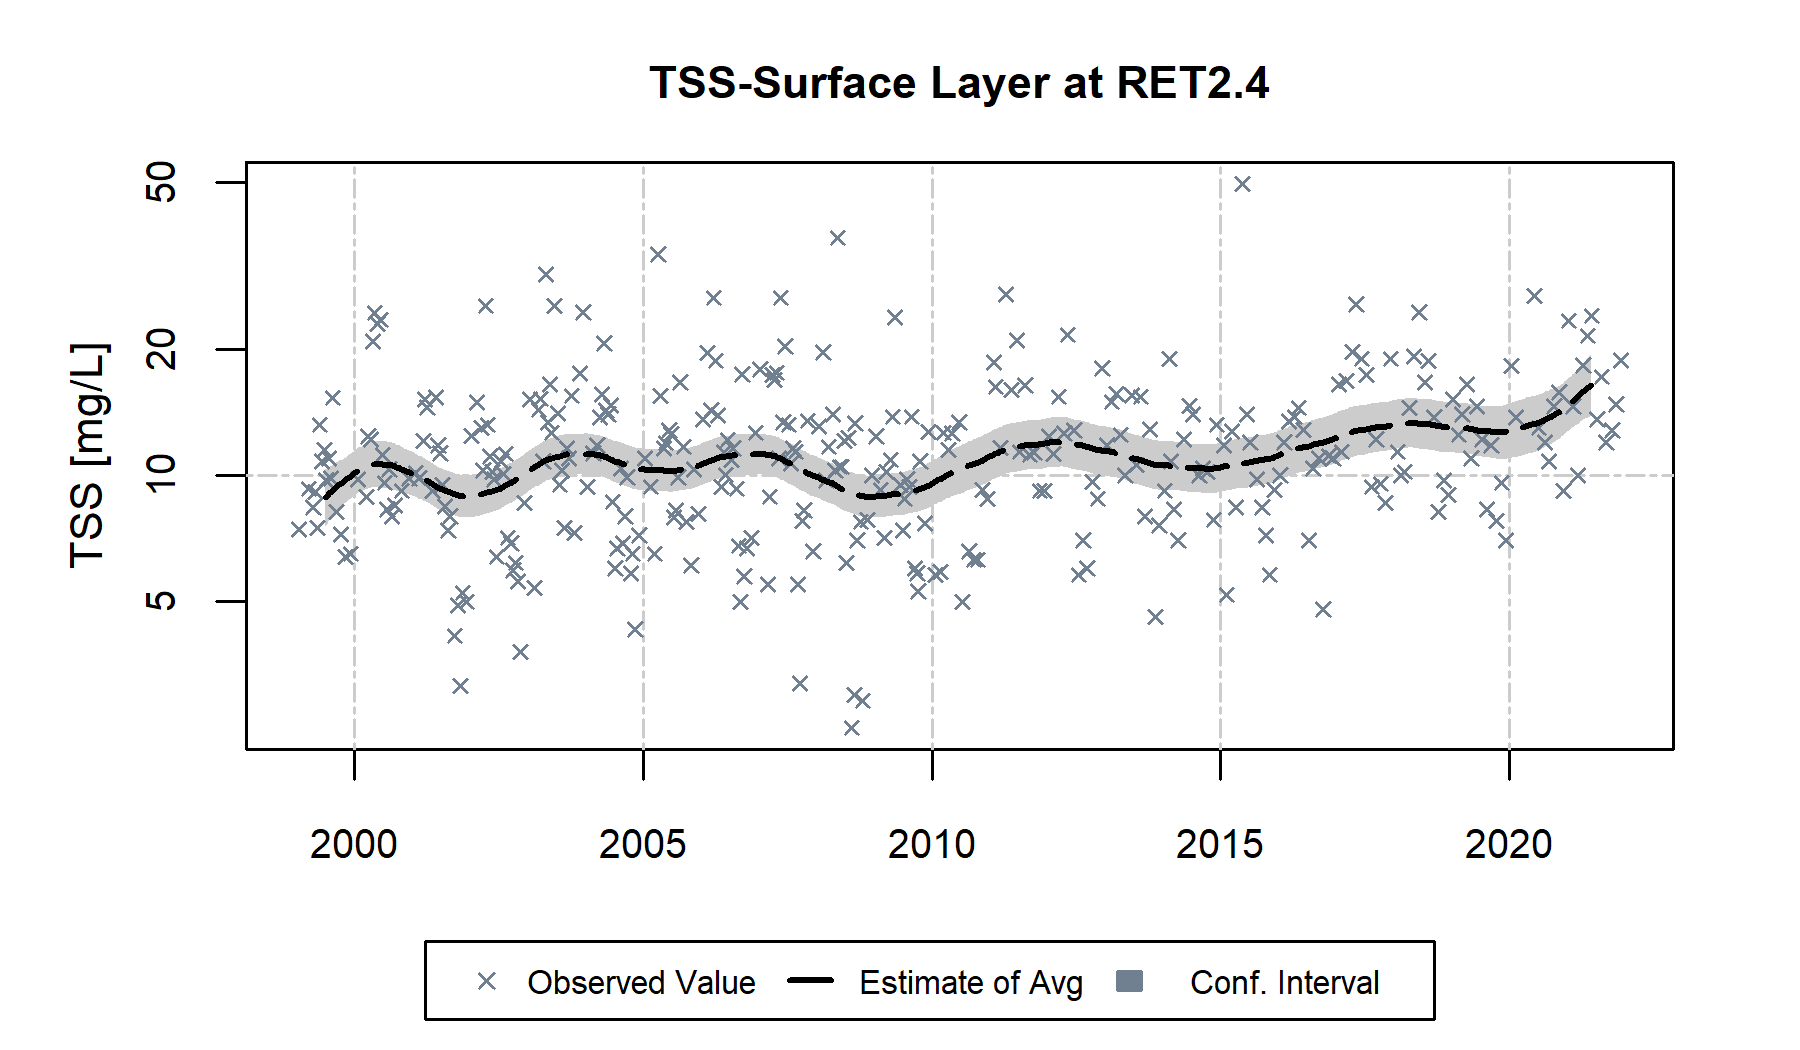 TSS-Surface Layer at RET2.4
TSS [mg/L]
50
20
10
5
2000 2005 2010 2015 2020
Observed Value Estimate of Avg Conf. Interval